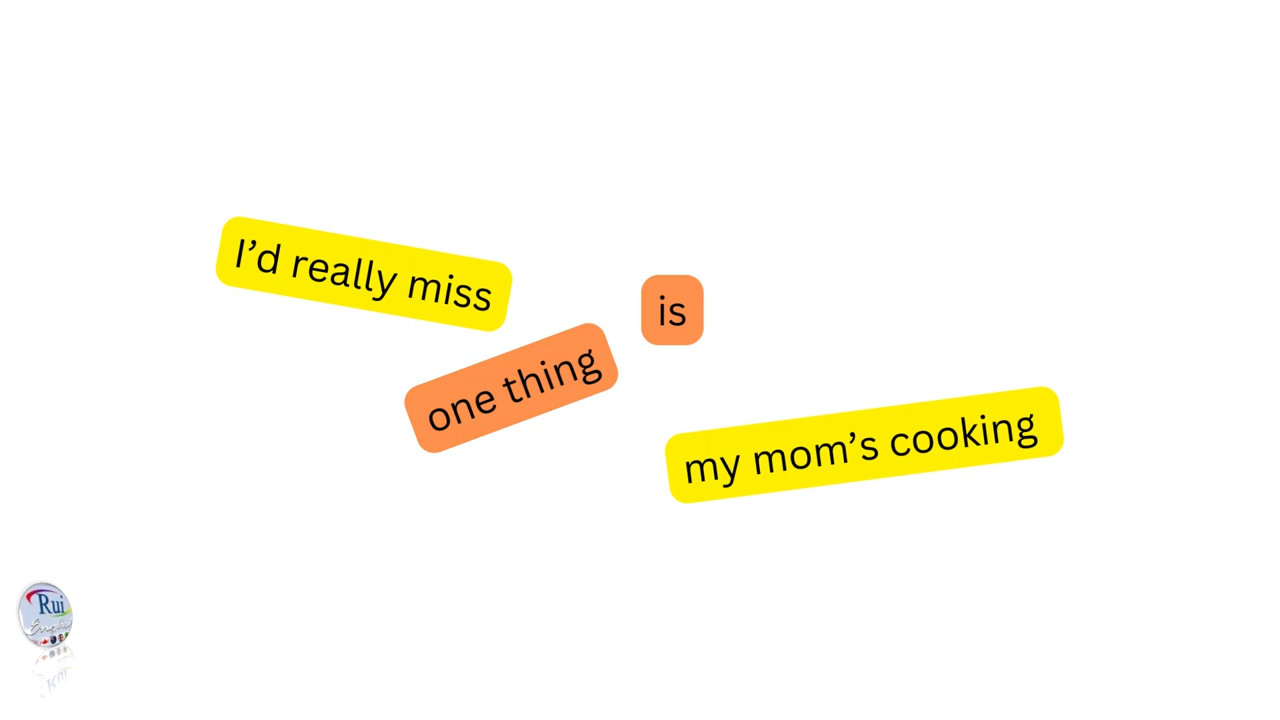 I’d really miss
is
one thing
my mom’s cooking
Rui